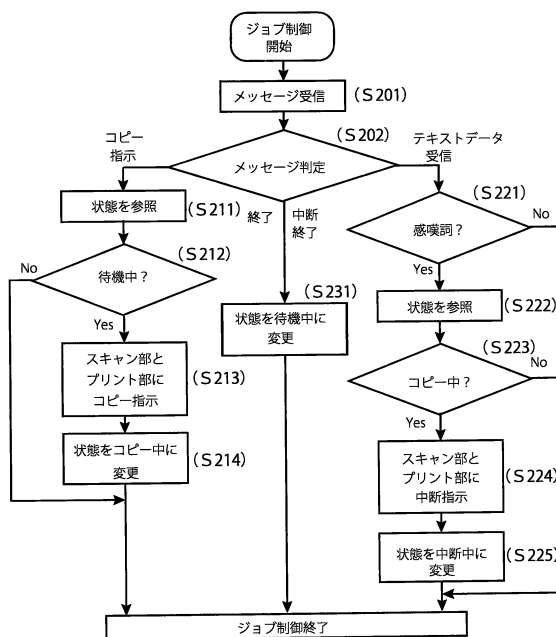 ジョブ制御
開始
メッセージ受信
(S201)
(S202)
メッセージ判定
コピー
指示
状態を参照
(S211)
(S212)
待機中？
No
Yes
スキャン部と
プリント部に
コピー指示
(S213)
状態をコピー中に
変更
(S214)
終了
中断
終了
(S231)
状態を待機中に
変更
テキストデータ
受信
(S221)
感嘆詞？
No
Yes
状態を参照
(S222)
(S223)
コピー中？
No
Yes
スキャン部と
プリント部に
中断指示
(S224)
状態を中断中に
変更
(S225)
ジョブ制御終了